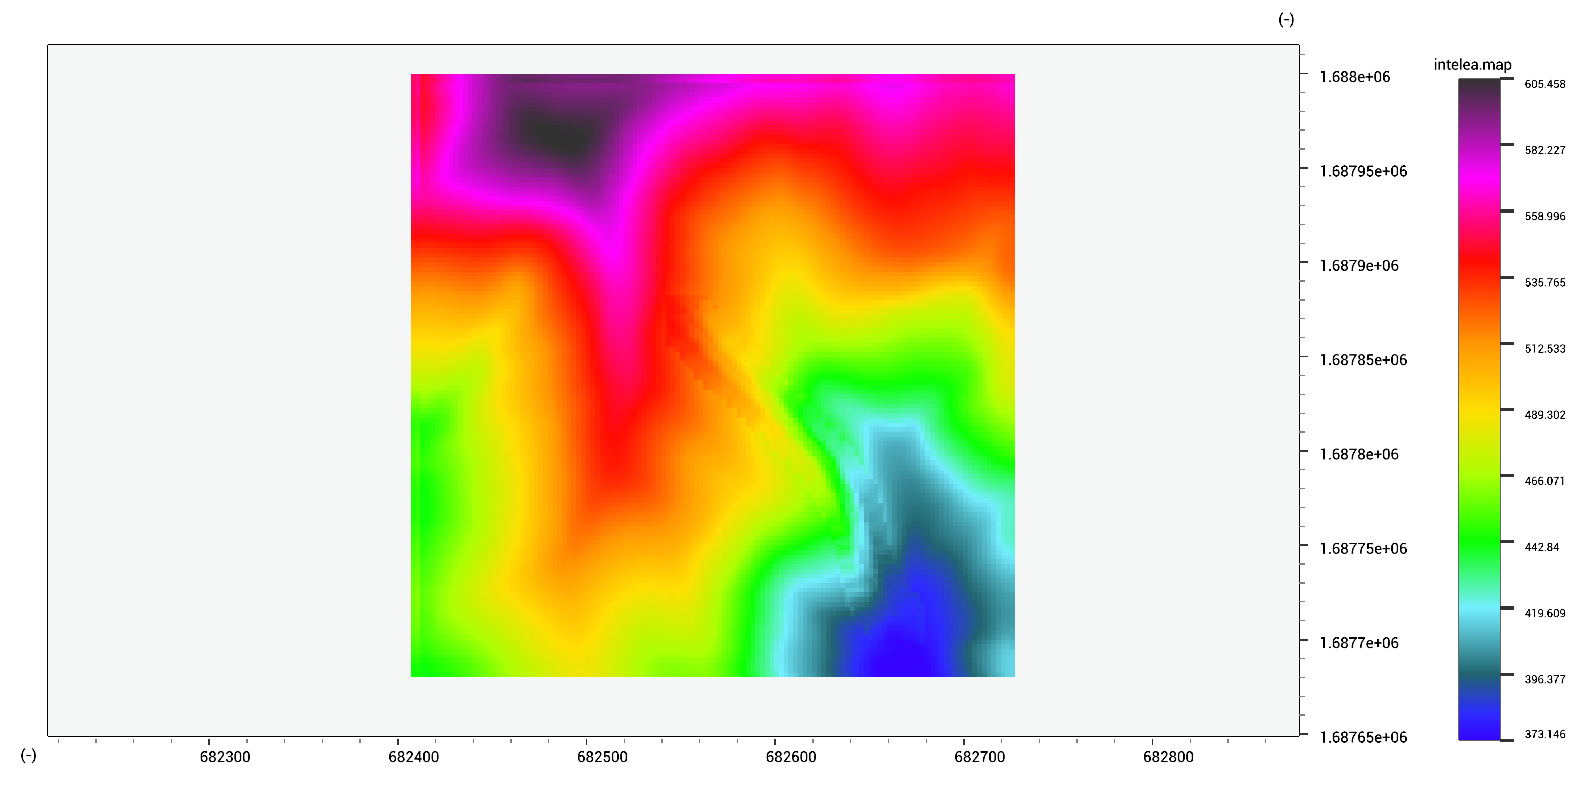 (-)
intelea.map
605.458
582.227
558.996
535.765
512.533
489.302
466.071
442.84
419.609
396.377
373.146
1.688e+06
1.68795e+06
1.6879e+06
1.68785e+06
1.6878e+06
1.68775e+06
1.6877e+06
1.68765e+06
(-)
682300 682400 682500 682600 682700 682800